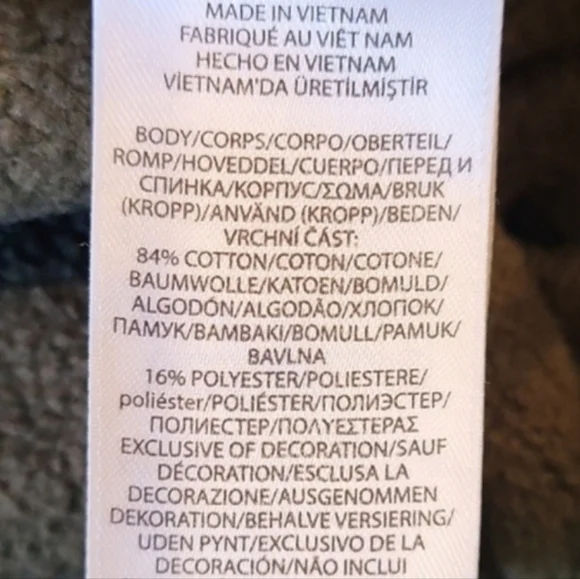 MADE IN VIETNAM
FABRIQUÉ AU VIÊT NAM
HECHO EN VIETNAM
VİETNAM'DA ÜRETİLMİŞTİR
BODY/CORPS/CORPO/OBERTEIL/
ROMP/HOVEDDEL/CUERPO/ПЕРЕД И
СПИНКА/КОРПУС/ΣΩΜΑ/BRUK
(KROPP)/ANVÄND (KROPP)/BEDEN/
VRCHNÍ ČÁST:
84% COTTON/COTON/COTONE/
BAUMWOLLE/KATOEN/BOMULD/
ALGODÓN/ALGODÃO/ХЛОПОК/
ПАМУК/BAMBAKI/BOMULL/PAMUK/
BAVLNA
16% POLYESTER/POLIESTERE/
poliéster/POLIÉSTER/ПОЛИЭСТЕР/
ПОЛИЕСТЕР/ΠΟΛΥΕΣΤΕΡΑΣ
EXCLUSIVE OF DECORATION/SAUF
DÉCORATION/ESCLUSA LA
DECORAZIONE/AUSGENOMMEN
DEKORATION/BEHALVE VERSIERING/
UDEN PYNT/EXCLUSIVO DE LA
DECORACIÓN/NÃO INCLUI